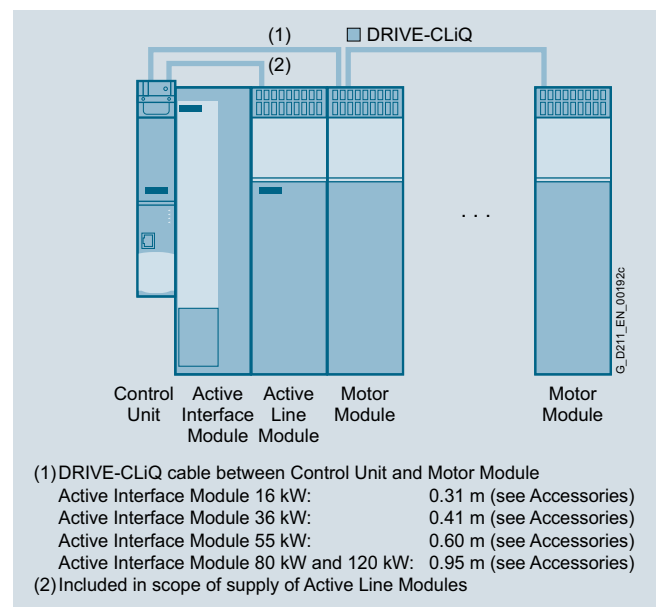 (1) DRIVE-CLiQ
(2)
. . .
G_D211_EN_00192c
Control Unit
Active Interface Module
Active Line Module
Motor Module
Motor Module
(1) DRIVE-CLiQ cable between Control Unit and Motor Module
Active Interface Module 16 kW: 0.31 m (see Accessories)
Active Interface Module 36 kW: 0.41 m (see Accessories)
Active Interface Module 55 kW: 0.60 m (see Accessories)
Active Interface Module 80 kW and 120 kW: 0.95 m (see Accessories)
(2) Included in scope of supply of Active Line Modules